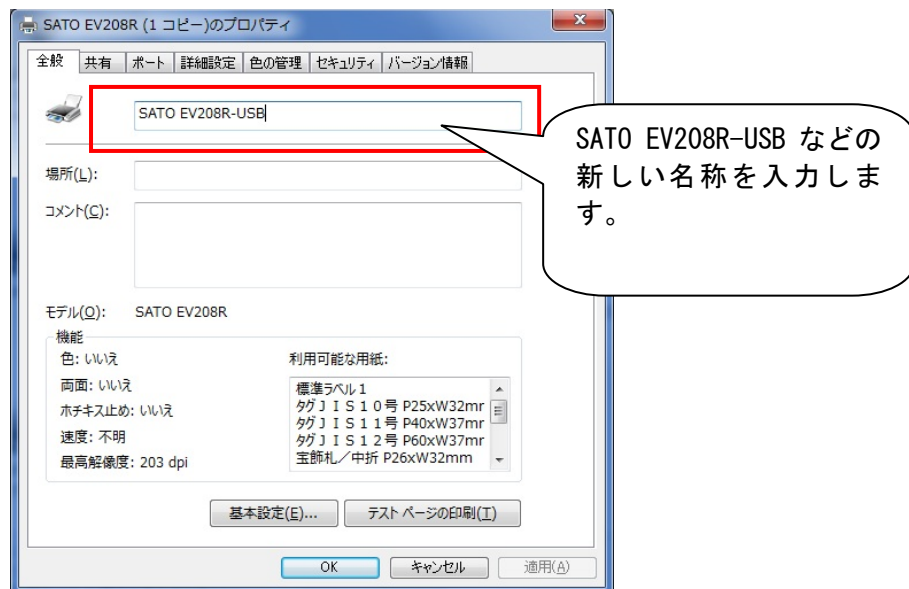 SATO EV208R (1 コピー)のプロパティ
全般 共有 ポート 詳細設定 色の管理 セキュリティ バージョン情報
SATO EV208R-USB
SATO EV208R-USB などの
新しい名称を入力しま
す。
場所(L):
コメント(C):
モデル(O): SATO EV208R
機能
色: いいえ
両面: いいえ
ホチキス止め: いいえ
速度: 不明
最高解像度: 203 dpi
利用可能な用紙:
標準ラベル1
タグJIS10号 P25xW32mr
タグJIS11号 P40xW37mr
タグJIS12号 P60xW37mr
宝飾札/中折 P26xW32mm
基本設定(E)... テスト ページの印刷(T)
OK キャンセル 適用(A)